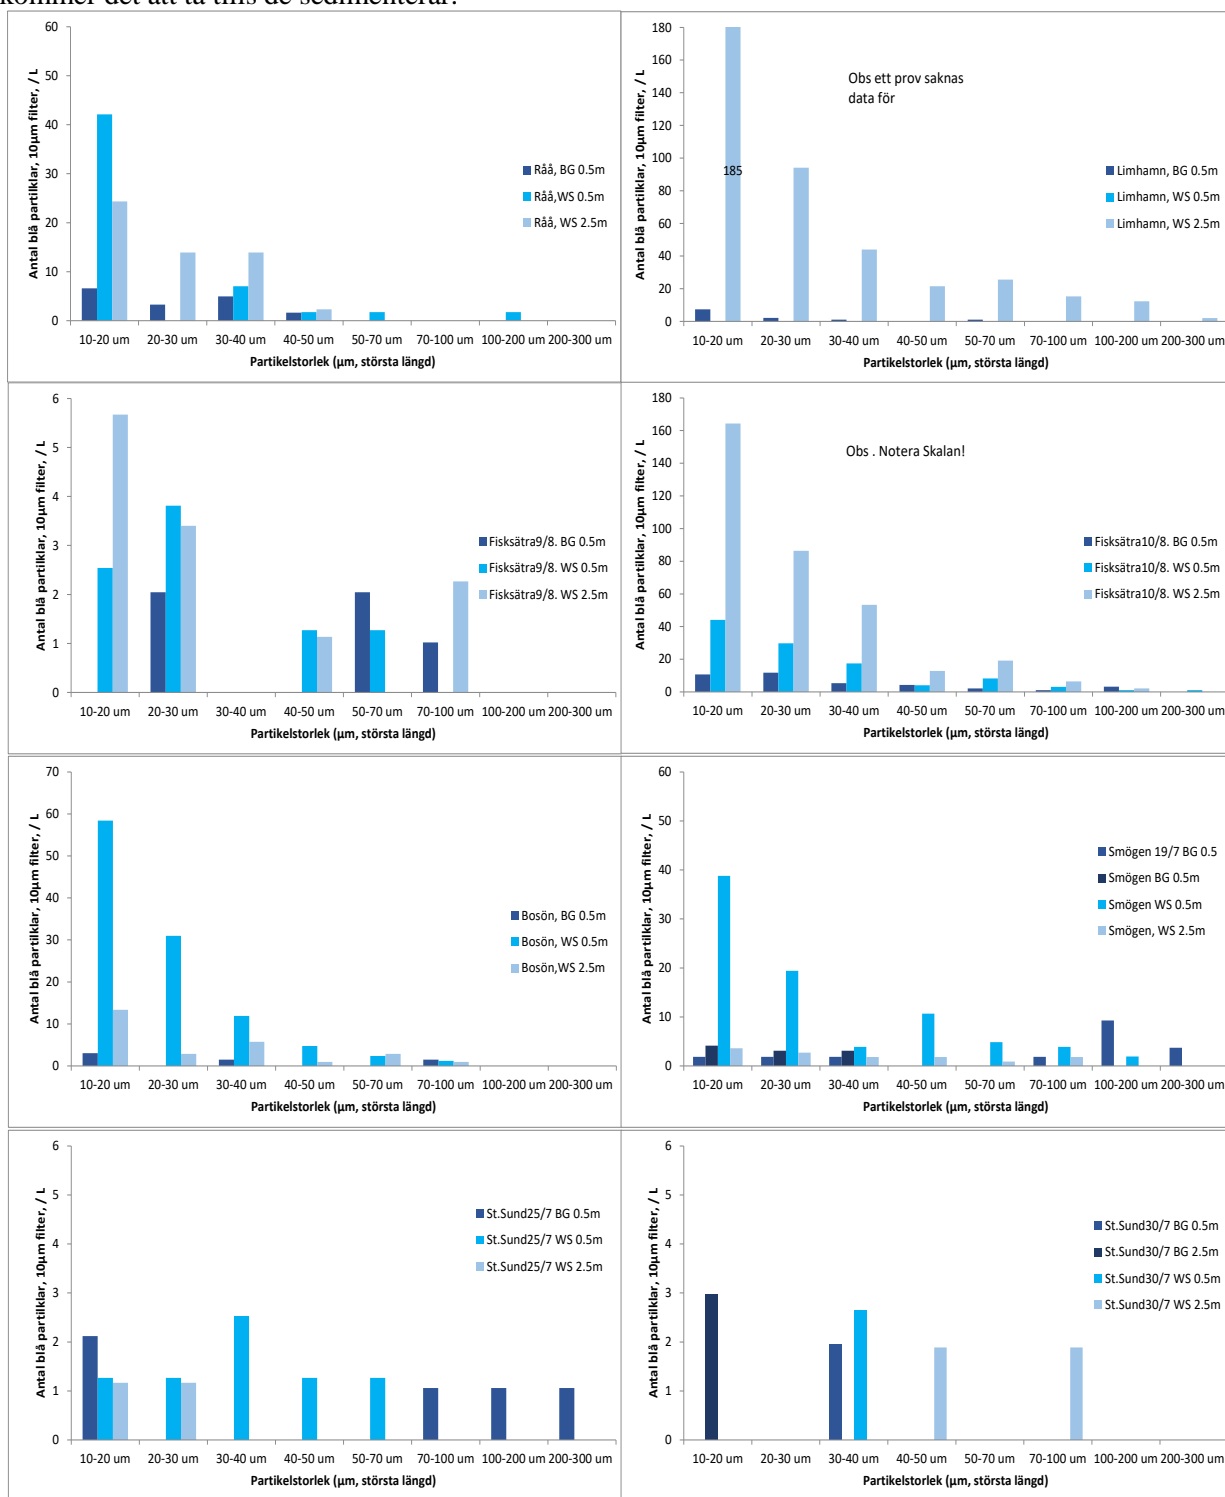 kommer det att ta tills de sedimenterar.
Antal blå partilklar, 10µm filter, / L
60
50
40
30
20
10
0
10-20 um 20-30 um 30-40 um 40-50 um 50-70 um 70-100 um 100-200 um 200-300 um
Partikelstorlek (µm, största längd)
Råå, BG 0.5m
Råå,WS 0.5m
Råå, WS 2.5m
Antal blå partilklar, 10µm filter, / L
180
160
140
120
100
80
60
40
20
0
185
Obs ett prov saknas
data för
10-20 um 20-30 um 30-40 um 40-50 um 50-70 um 70-100 um 100-200 um 200-300 um
Partikelstorlek (µm, största längd)
Limhamn, BG 0.5m
Limhamn, WS 0.5m
Limhamn, WS 2.5m
Antal blå partilklar, 10µm filter, / L
6
5
4
3
2
1
0
10-20 um 20-30 um 30-40 um 40-50 um 50-70 um 70-100 um 100-200 um 200-300 um
Partikelstorlek (µm, största längd)
Fisksätra9/8. BG 0.5m
Fisksätra9/8. WS 0.5m
Fisksätra9/8. WS 2.5m
Antal blå partilklar, 10µm filter, / L
180
160
140
120
100
80
60
40
20
0
Obs . Notera Skalan!
10-20 um 20-30 um 30-40 um 40-50 um 50-70 um 70-100 um 100-200 um 200-300 um
Partikelstorlek (µm, största längd)
Fisksätra10/8. BG 0.5m
Fisksätra10/8. WS 0.5m
Fisksätra10/8. WS 2.5m
Antal blå partilklar, 10µm filter, / L
70
60
50
40
30
20
10
0
10-20 um 20-30 um 30-40 um 40-50 um 50-70 um 70-100 um 100-200 um 200-300 um
Partikelstorlek (µm, största längd)
Bosön, BG 0.5m
Bosön, WS 0.5m
Bosön,WS 2.5m
Antal blå partilklar, 10µm filter, / L
60
50
40
30
20
10
0
10-20 um 20-30 um 30-40 um 40-50 um 50-70 um 70-100 um 100-200 um 200-300 um
Partikelstorlek (µm, största längd)
Smögen 19/7 BG 0.5
Smögen BG 0.5m
Smögen WS 0.5m
Smögen, WS 2.5m
Antal blå partilklar, 10µm filter, / L
6
5
4
3
2
1
0
10-20 um 20-30 um 30-40 um 40-50 um 50-70 um 70-100 um 100-200 um 200-300 um
Partikelstorlek (µm, största längd)
St.Sund25/7 BG 0.5m
St.Sund25/7 WS 0.5m
St.Sund25/7 WS 2.5m
Antal blå partilklar, 10µm filter, / L
6
5
4
3
2
1
0
10-20 um 20-30 um 30-40 um 40-50 um 50-70 um 70-100 um 100-200 um 200-300 um
Partikelstorlek (µm, största längd)
St.Sund30/7 BG 0.5m
St.Sund30/7 BG 2.5m
St.Sund30/7 WS 0.5m
St.Sund30/7 WS 2.5m